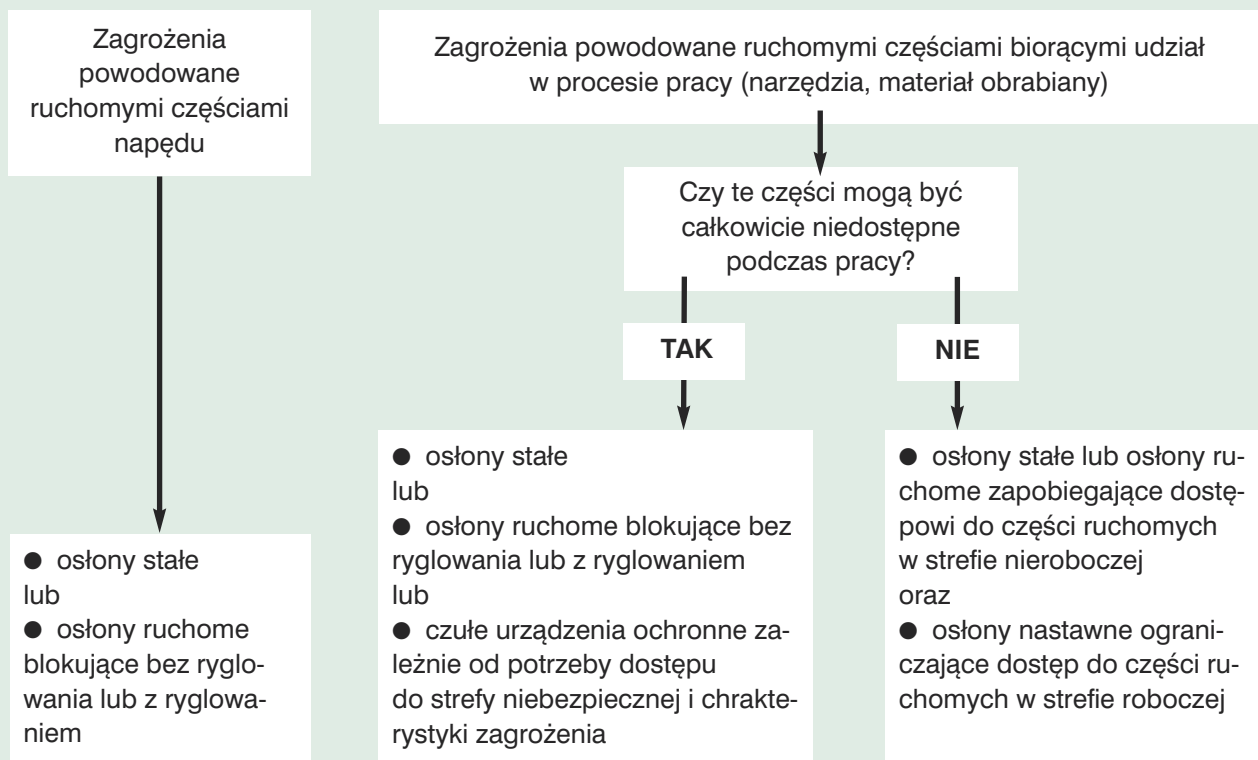 Zagrożenia
powodowane
ruchomymi częściami
napędu
Zagrożenia powodowane ruchomymi częściami biorącymi udział
w procesie pracy (narzędzia, materiał obrabiany)
Czy te części mogą być
całkowicie niedostępne
podczas pracy?
TAK
NIE
● osłony stałe
lub
● osłony ruchome
blokujące bez ryglo-
wania lub z ryglowa-
niem
● osłony stałe
lub
● osłony ruchome blokujące bez
ryglowania lub z ryglowaniem
lub
● czułe urządzenia ochronne za-
leżnie od potrzeby dostępu
do strefy niebezpiecznej i chrakte-
rystyki zagrożenia
● osłony stałe lub osłony ru-
chome zapobiegające dostę-
powi do części ruchomych
w strefie nieroboczej
oraz
● osłony nastawne ograni-
czające dostęp do części ru-
chomych w strefie roboczej